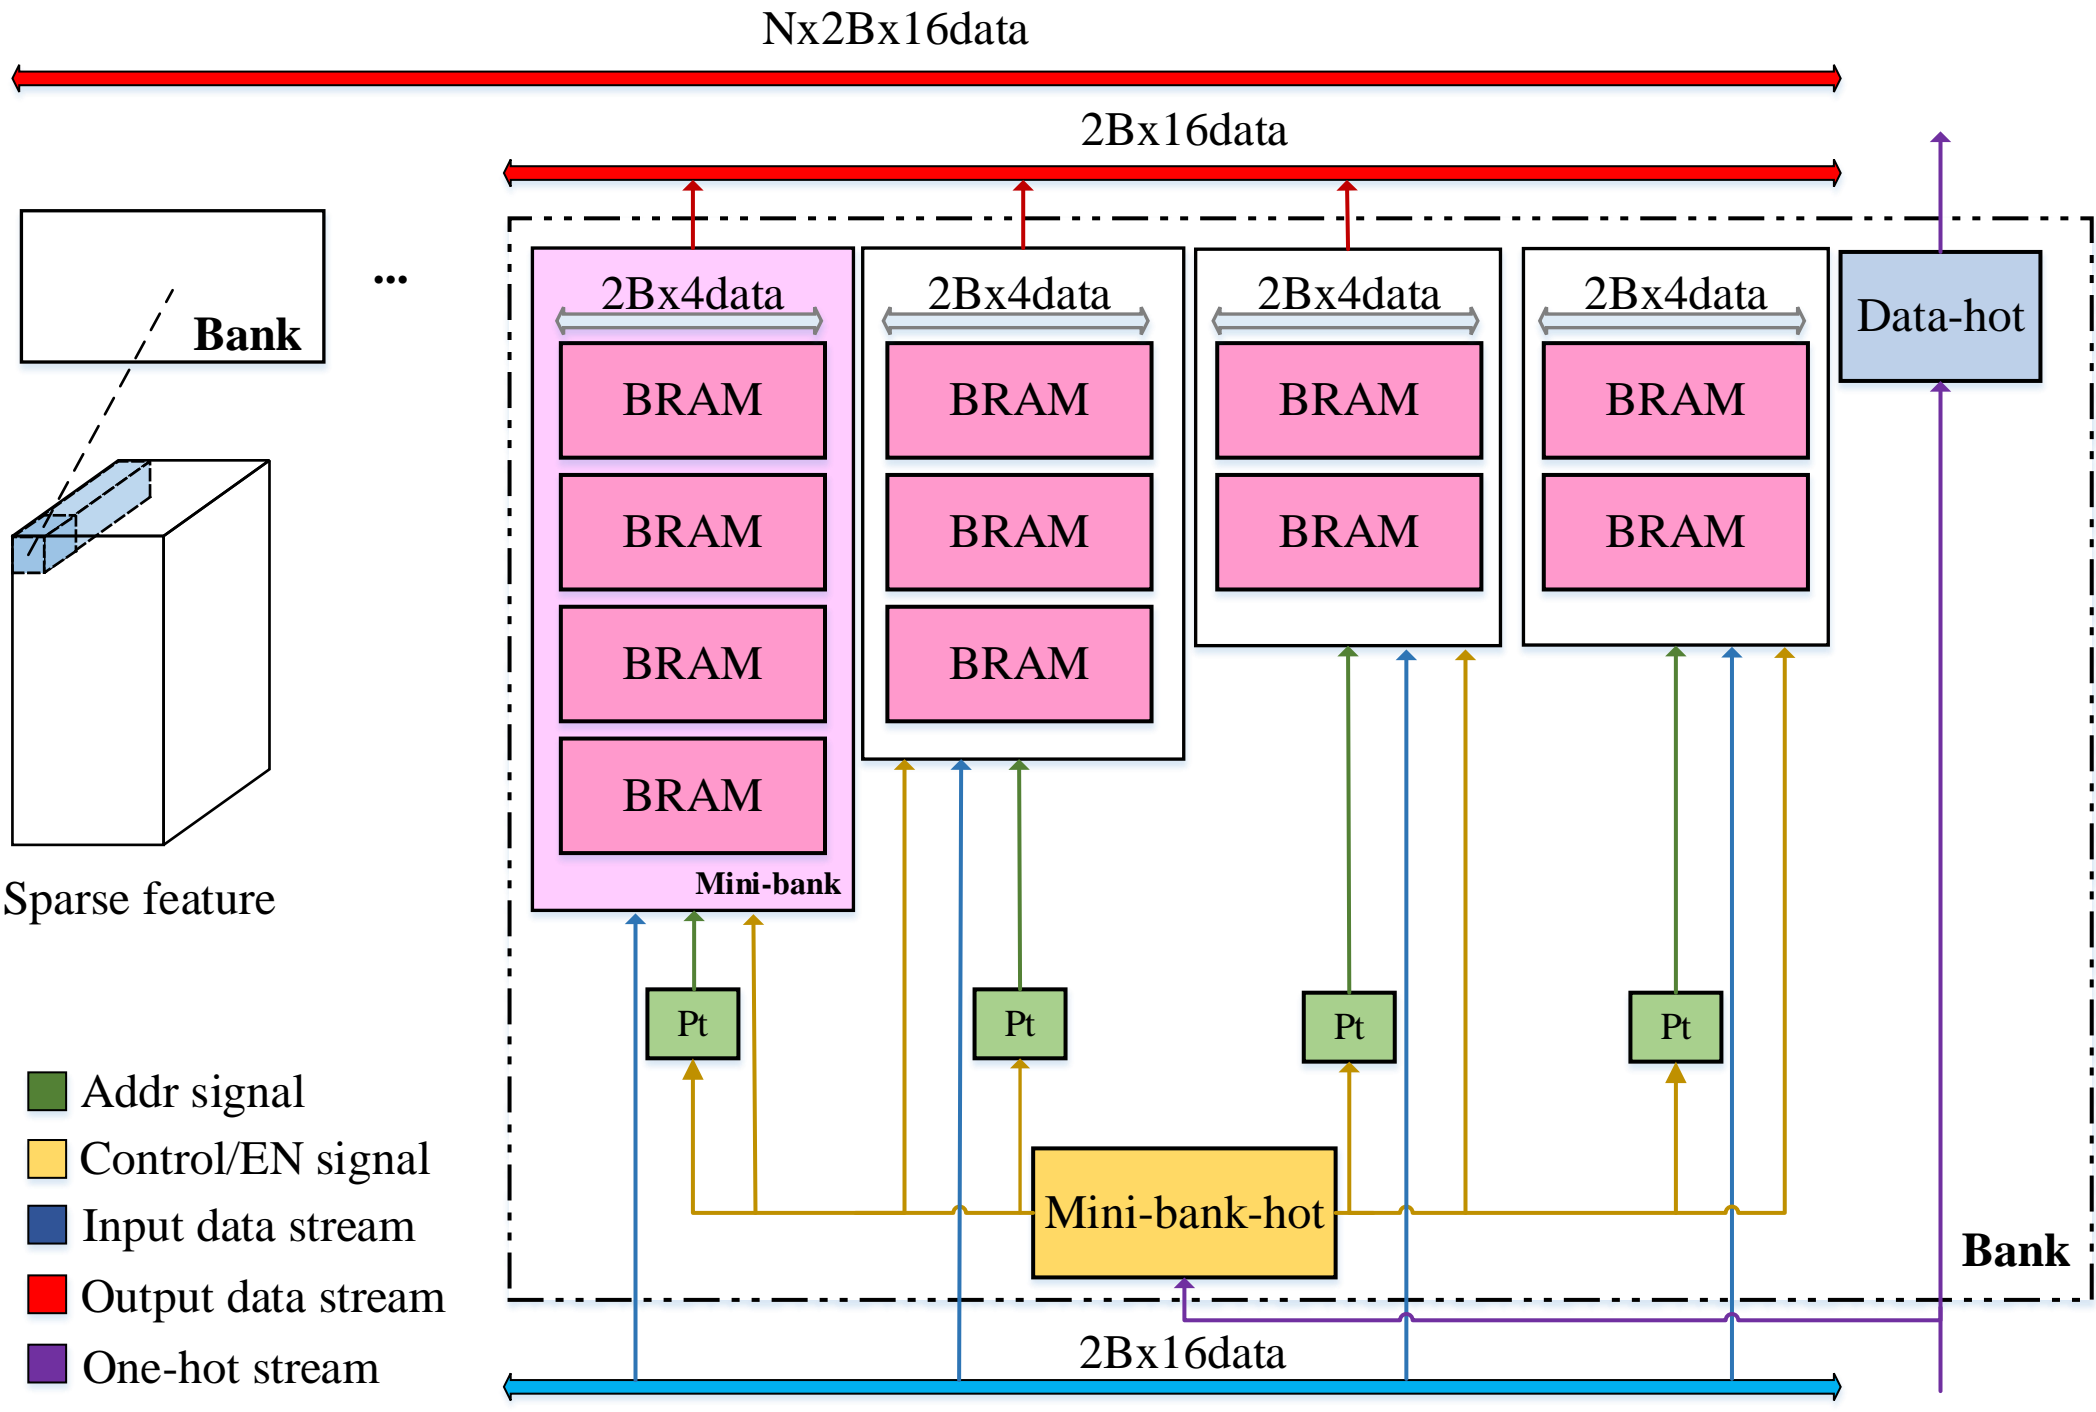 Nx2Bx16data
2Bx16data
Bank
...
2Bx4data
2Bx4data
2Bx4data
2Bx4data
Data-hot
BRAM
BRAM
BRAM
BRAM
BRAM
BRAM
BRAM
BRAM
BRAM
BRAM
BRAM
Mini-bank
Sparse feature
Pt
Pt
Pt
Pt
Mini-bank-hot
Bank
Addr signal
Control/EN signal
Input data stream
Output data stream
One-hot stream
2Bx16data